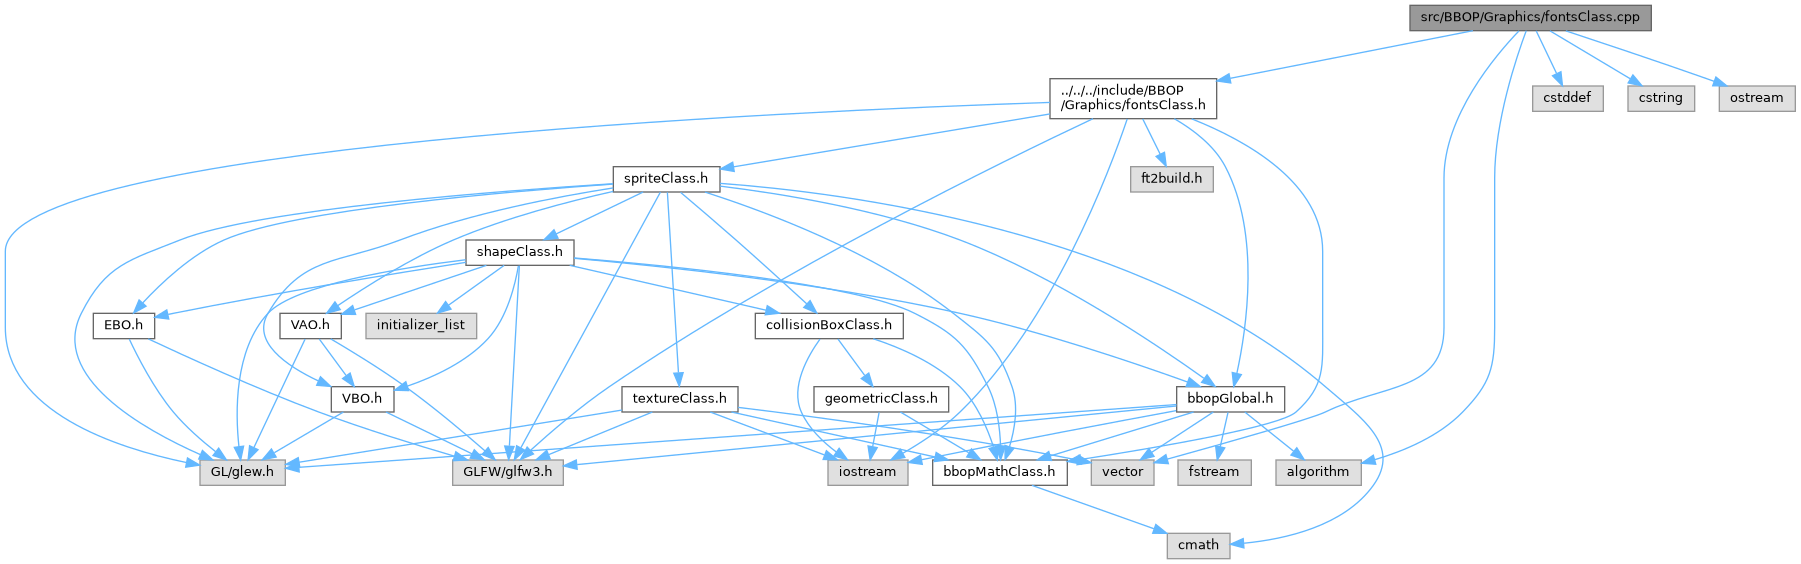 src/BBOP/Graphics/fontsClass.cpp
../../../include/BBOP
/Graphics/fontsClass.h
cstddef
cstring
ostream
spriteClass.h
ft2build.h
shapeClass.h
EBO.h
VAO.h
initializer_list
collisionBoxClass.h
VBO.h
textureClass.h
geometricClass.h
bbopGlobal.h
GL/glew.h
GLFW/glfw3.h
iostream
bbopMathClass.h
vector
fstream
algorithm
cmath